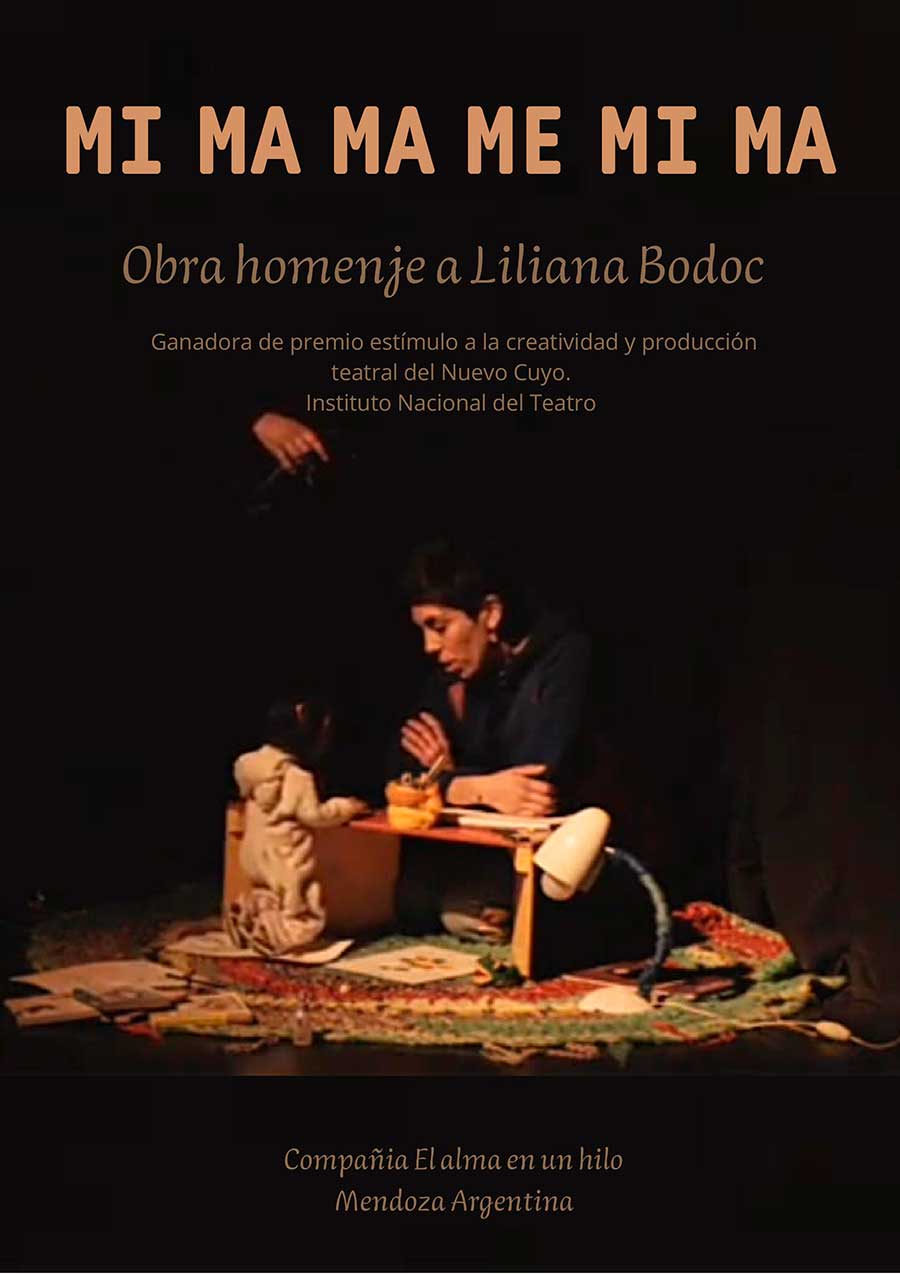 MI MA MA ME MI MA
Obra homenje a Liliana Bodoc
Ganadora de premio estímulo a la creatividad y producción
teatral del Nuevo Cuyo.
Instituto Nacional del Teatro
Compañia El alma en un hilo
Mendoza Argentina